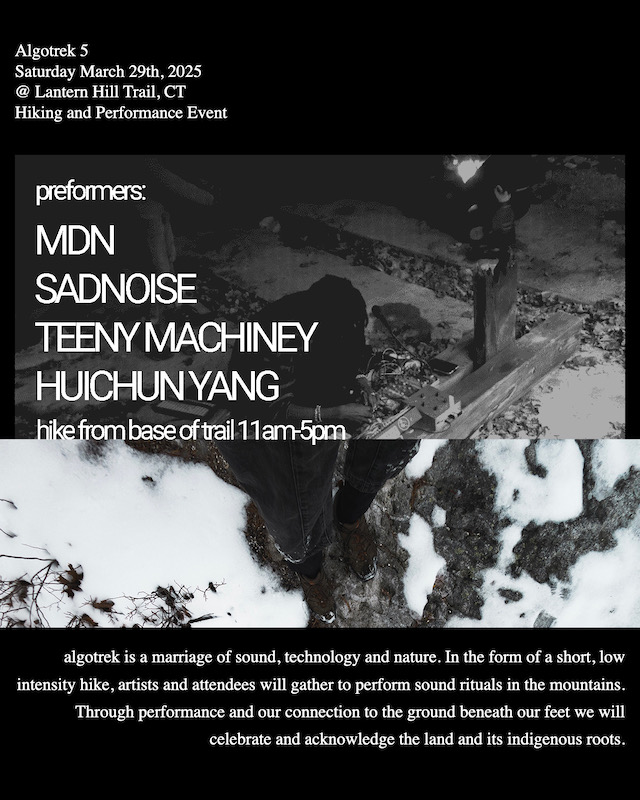 Algotrek 5
Saturday March 29th, 2025
@ Lantern Hill Trail, CT
Hiking and Performance Event
preformers:
MDN
SADNOISE
TEENY MACHINEY
HUICHUN YANG
hike from base of trail 11am-5pm
algotrek is a marriage of sound, technology and nature. In the form of a short, low
intensity hike, artists and attendees will gather to perform sound rituals in the mountains.
Through performance and our connection to the ground beneath our feet we will
celebrate and acknowledge the land and its indigenous roots.